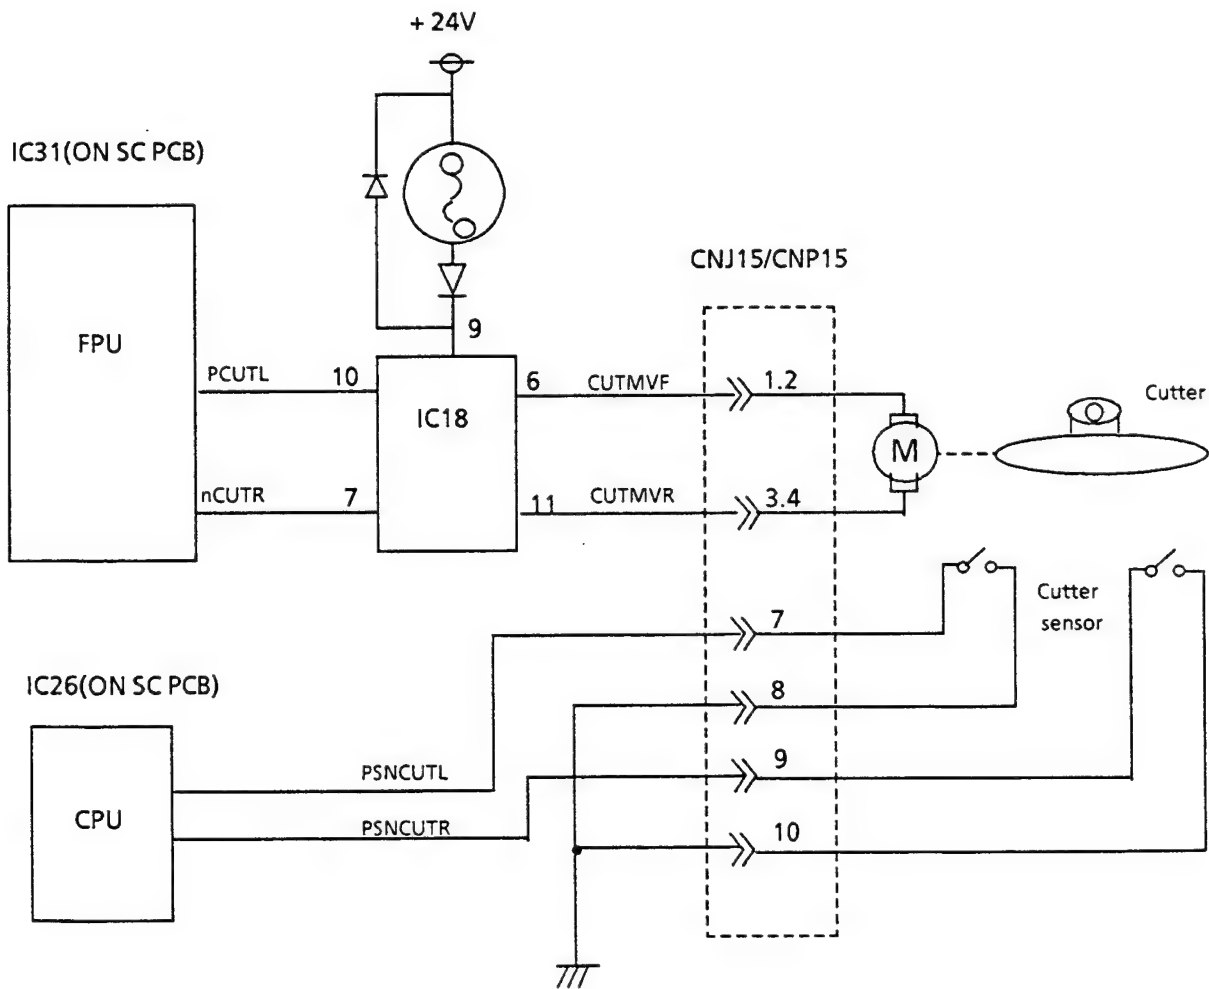 + 24V
IC31(ON SC PCB)
CNJ15/CNP15
9
FPU
PCUTL
10
6
CUTMVF
1.2
Cutter
IC18
M
nCUTR
7
11
CUTMVR
3.4
Cutter
sensor
7
IC26(ON SC PCB)
8
PSNCUTL
9
CPU
PSNCUTR
10